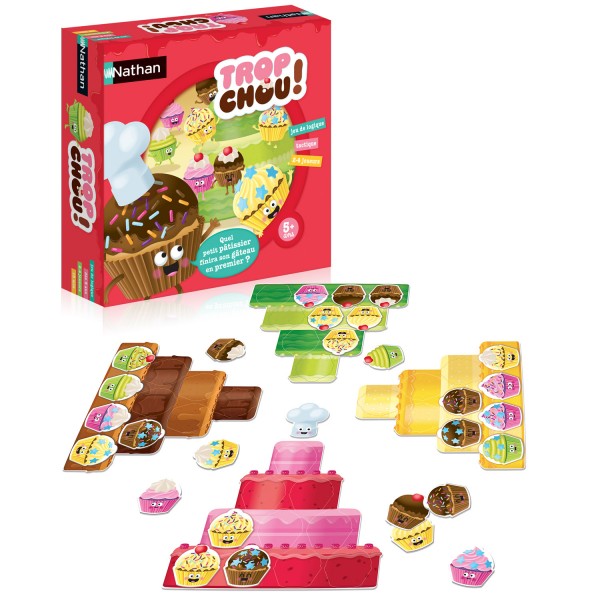 Nathan
TROP
CHOU!
jeu de logique
tactique
2-4 joueurs
5+
ans
Quel
petit pâtissier
finira son gâteau
en premier ?
TROP
CHOU!